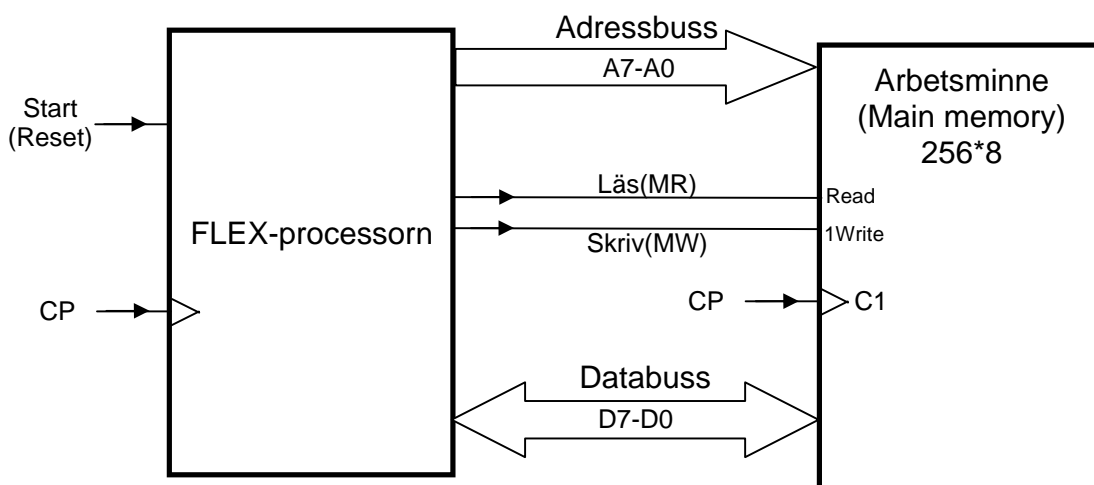 Adressbuss
A7-A0
Start
(Reset)
Arbetsminne
(Main memory)
256*8
Läs(MR)
Read
FLEX-processorn
Skriv(MW)
1Write
CP
CP
C1
Databuss
D7-D0